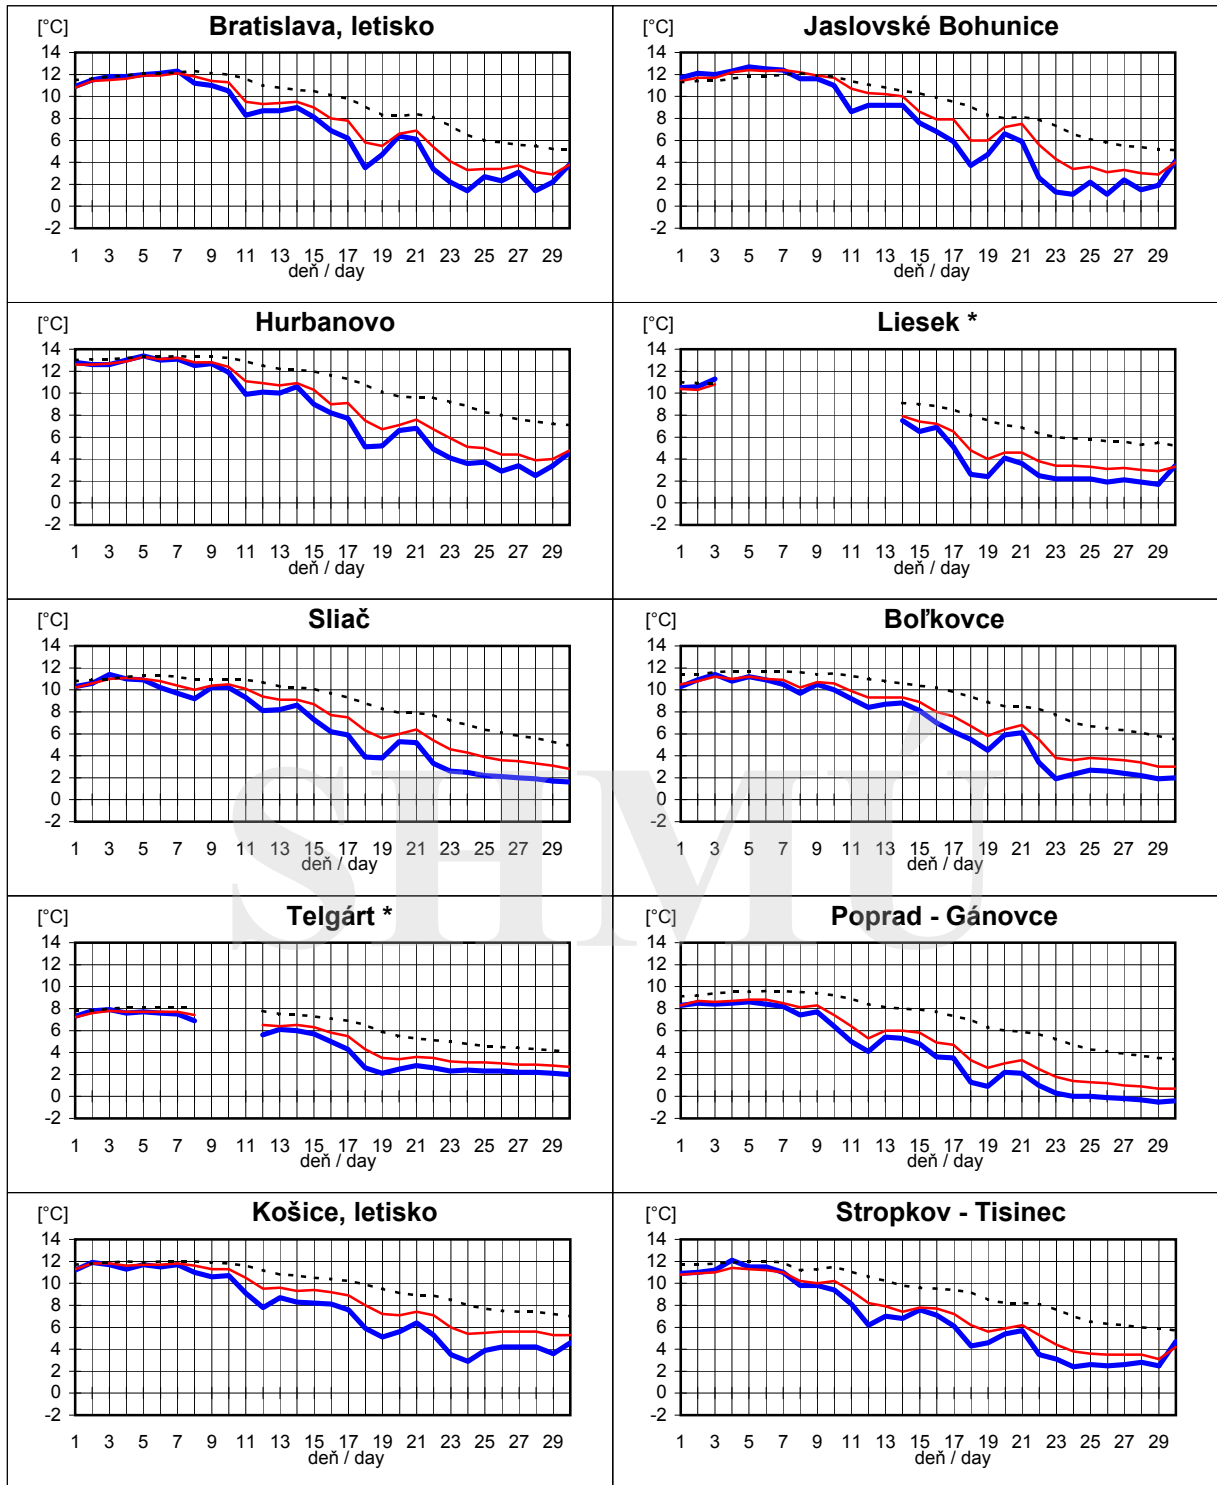 [°C] Bratislava, letisko
14
12
10
8
6
4
2
0
-2
1 3 5 7 9 11 13 15 17 19 21 23 25 27 29
deň / day
[°C] Jaslovské Bohunice
14
12
10
8
6
4
2
0
-2
1 3 5 7 9 11 13 15 17 19 21 23 25 27 29
deň / day
[°C] Hurbanovo
14
12
10
8
6
4
2
0
-2
1 3 5 7 9 11 13 15 17 19 21 23 25 27 29
deň / day
[°C] Liesek *
14
12
10
8
6
4
2
0
-2
1 3 5 7 9 11 13 15 17 19 21 23 25 27 29
deň / day
[°C] Sliač
14
12
10
8
6
4
2
0
-2
1 3 5 7 9 11 13 15 17 19 21 23 25 27 29
deň / day
[°C] Boľkovce
14
12
10
8
6
4
2
0
-2
1 3 5 7 9 11 13 15 17 19 21 23 25 27 29
deň / day
SHMÚ
[°C] Telgárt *
14
12
10
8
6
4
2
0
-2
1 3 5 7 9 11 13 15 17 19 21 23 25 27 29
deň / day
[°C] Poprad - Gánovce
14
12
10
8
6
4
2
0
-2
1 3 5 7 9 11 13 15 17 19 21 23 25 27 29
deň / day
[°C] Košice, letisko
14
12
10
8
6
4
2
0
-2
1 3 5 7 9 11 13 15 17 19 21 23 25 27 29
deň / day
[°C] Stropkov - Tisinec
14
12
10
8
6
4
2
0
-2
1 3 5 7 9 11 13 15 17 19 21 23 25 27 29
deň / day